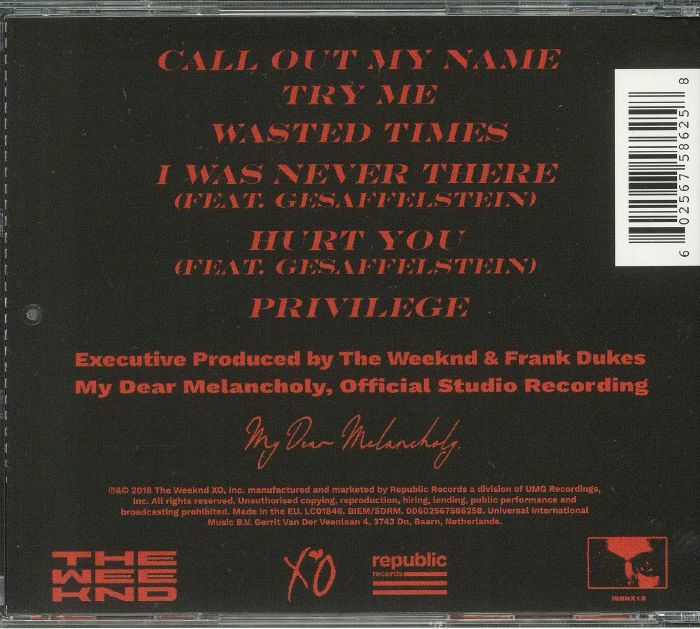 CALL OUT MY NAME
TRY ME
WASTED TIMES
I WAS NEVER THERE
(FEAT. GESAFFELSTEIN)
HURT YOU
(FEAT. GESAFFELSTEIN)
PRIVILEGE
6 02567 58625 8
Executive Produced by The Weeknd & Frank Dukes
My Dear Melancholy, Official Studio Recording
My Dear Melancholy,
℗&© 2018 The Weeknd XO, Inc. manufactured and marketed by Republic Records a division of UMG Recordings,
Inc. All rights reserved. Unauthorised copying, reproduction, hiring, lending, public performance and
broadcasting prohibited. Made in the EU. LC01846. BIEM/SDRM. 00602567586258. Universal International
Music B.V. Gerrit Van Der Veenlaan 4, 3743 Dn, Baarn, Netherlands.
THE
WEE
KND
XO
republic
records
ISBNX13